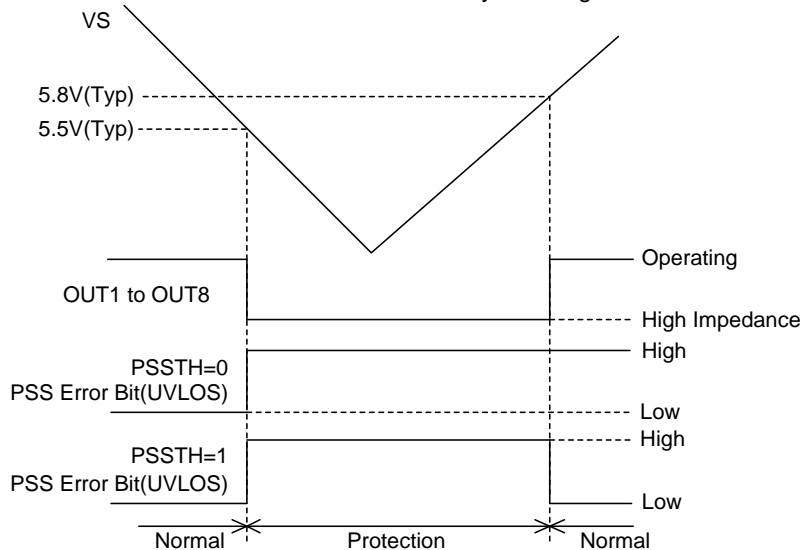 VS
5.8V(Typ)
5.5V(Typ)
Operating
OUT1 to OUT8
High Impedance
High
PSSTH=0
PSS Error Bit(UVLOS)
Low
High
PSSTH=1
PSS Error Bit(UVLOS)
Low
Normal Protection Normal